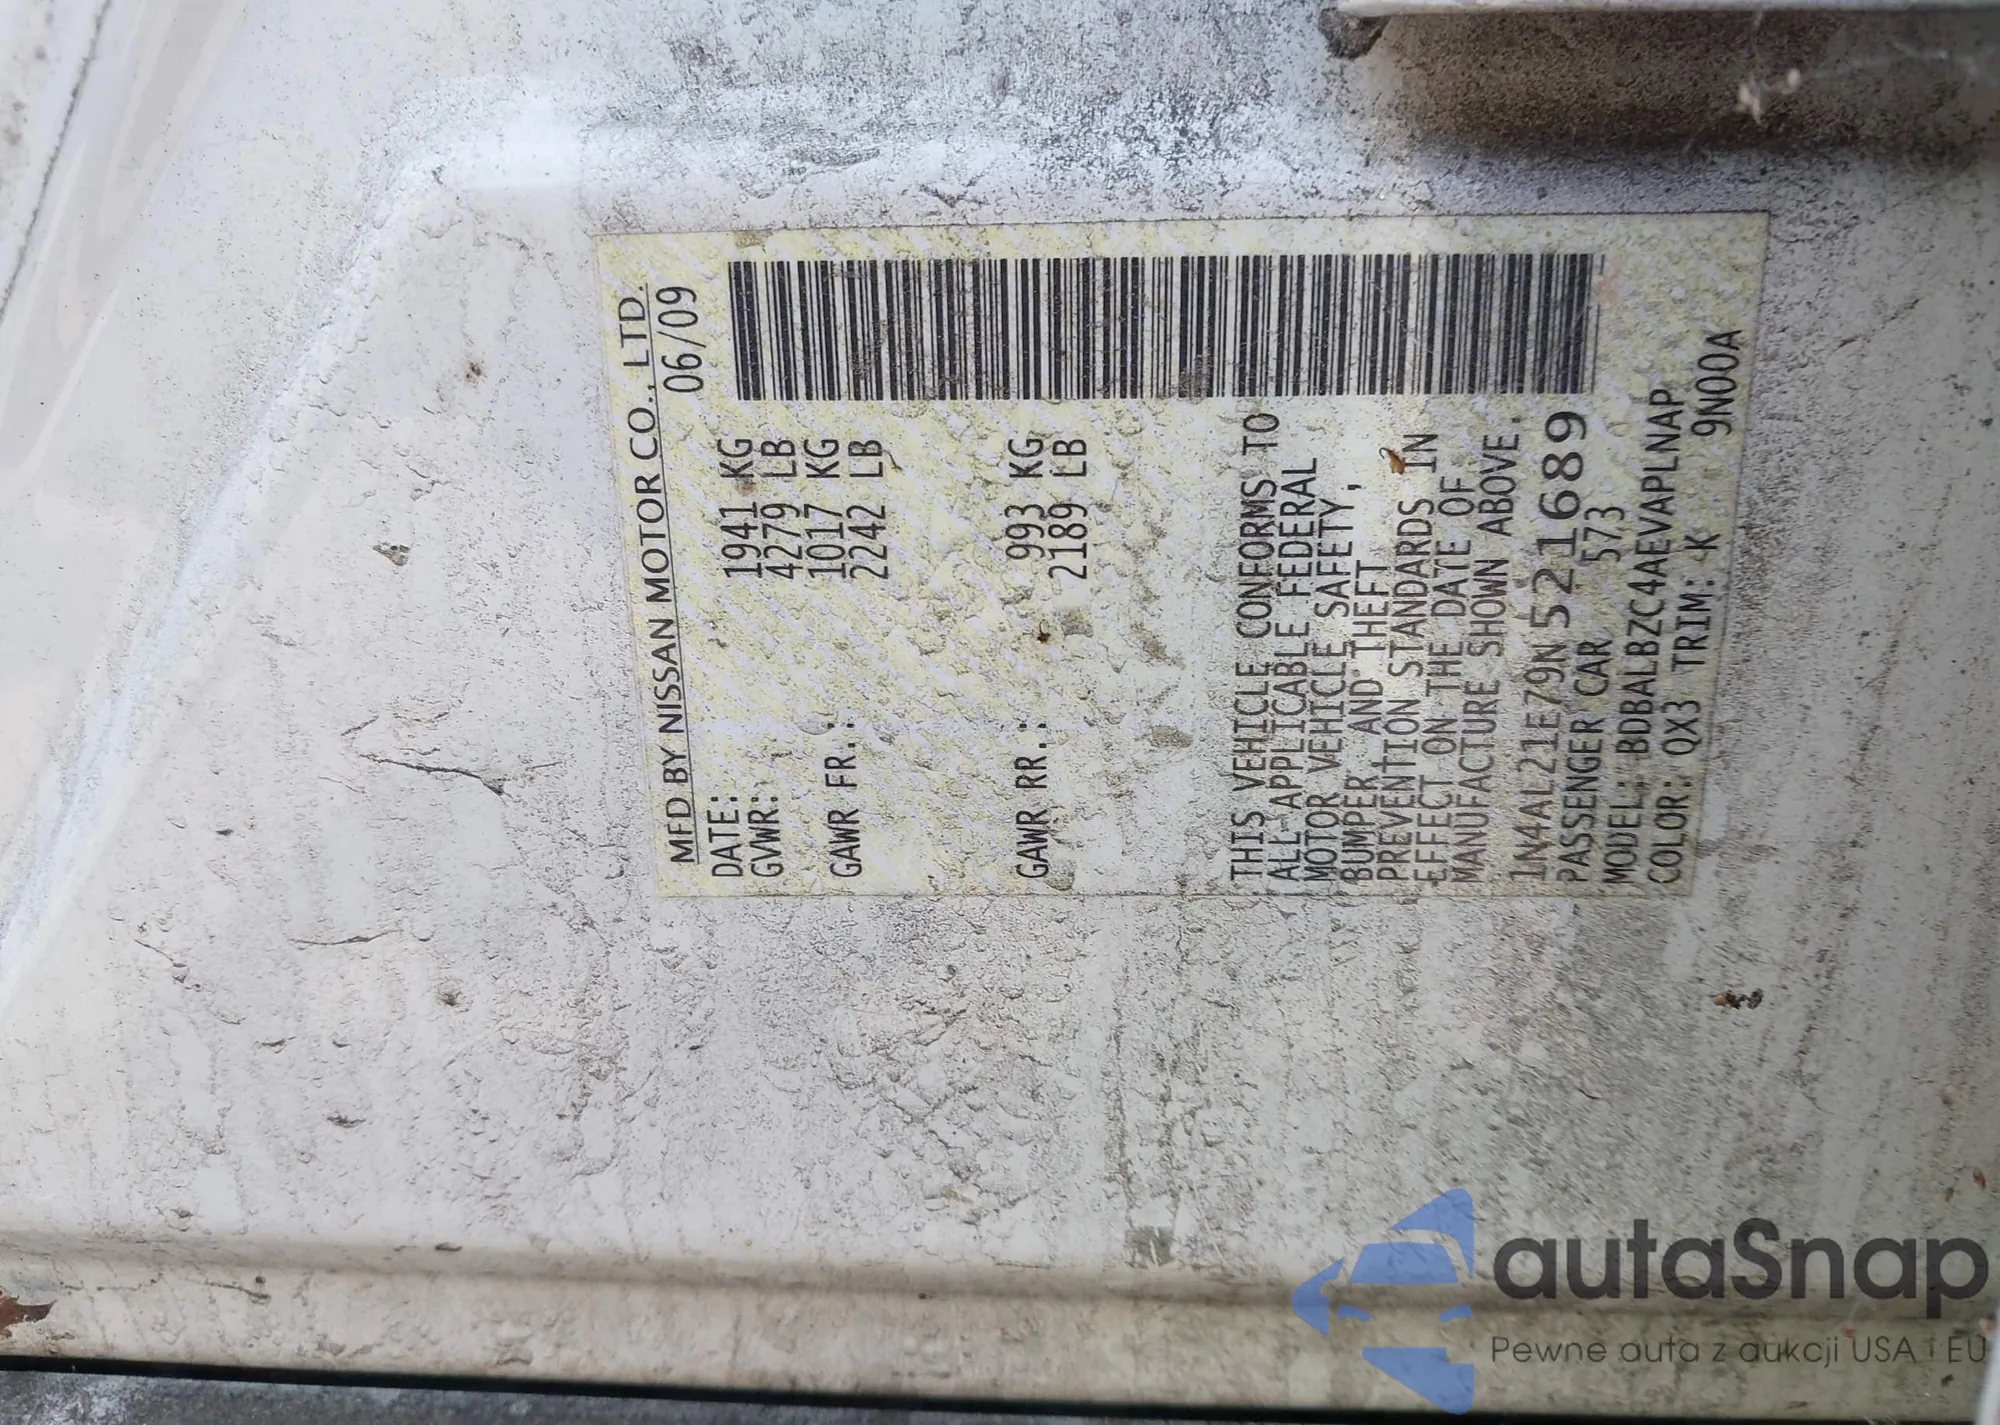 MFD BY NISSAN MOTOR CO., LTD.
DATE: 06/09
GVWR: 1941 KG
4279 LB
GAWR FR.: 1017 KG
2242 LB
GAWR RR.: 993 KG
2189 LB
THIS VEHICLE CONFORMS TO
ALL APPLICABLE FEDERAL
MOTOR VEHICLE SAFETY,
BUMPER AND THEFT
PREVENTION STANDARDS IN
EFFECT ON THE DATE OF
MANUFACTURE SHOWN ABOVE.
1N4AL21E79N521689
PASSENGER CAR 573
MODEL: BDBALBZC4AEVAPLNAP
COLOR: QX3 TRIM: K
9N00A
autaSnap
Pewne auta z aukcji USA i EU